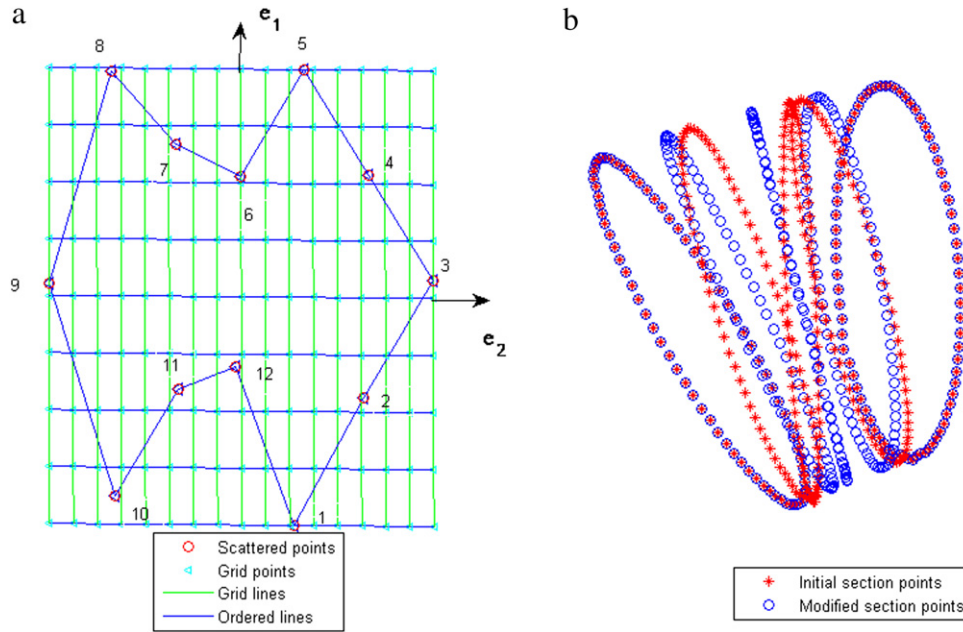 a
b
e1
8
5
7
4
6
3
9
e2
11
12
2
10
1
Scattered points
Grid points
Grid lines
Ordered lines
Initial section points
Modified section points